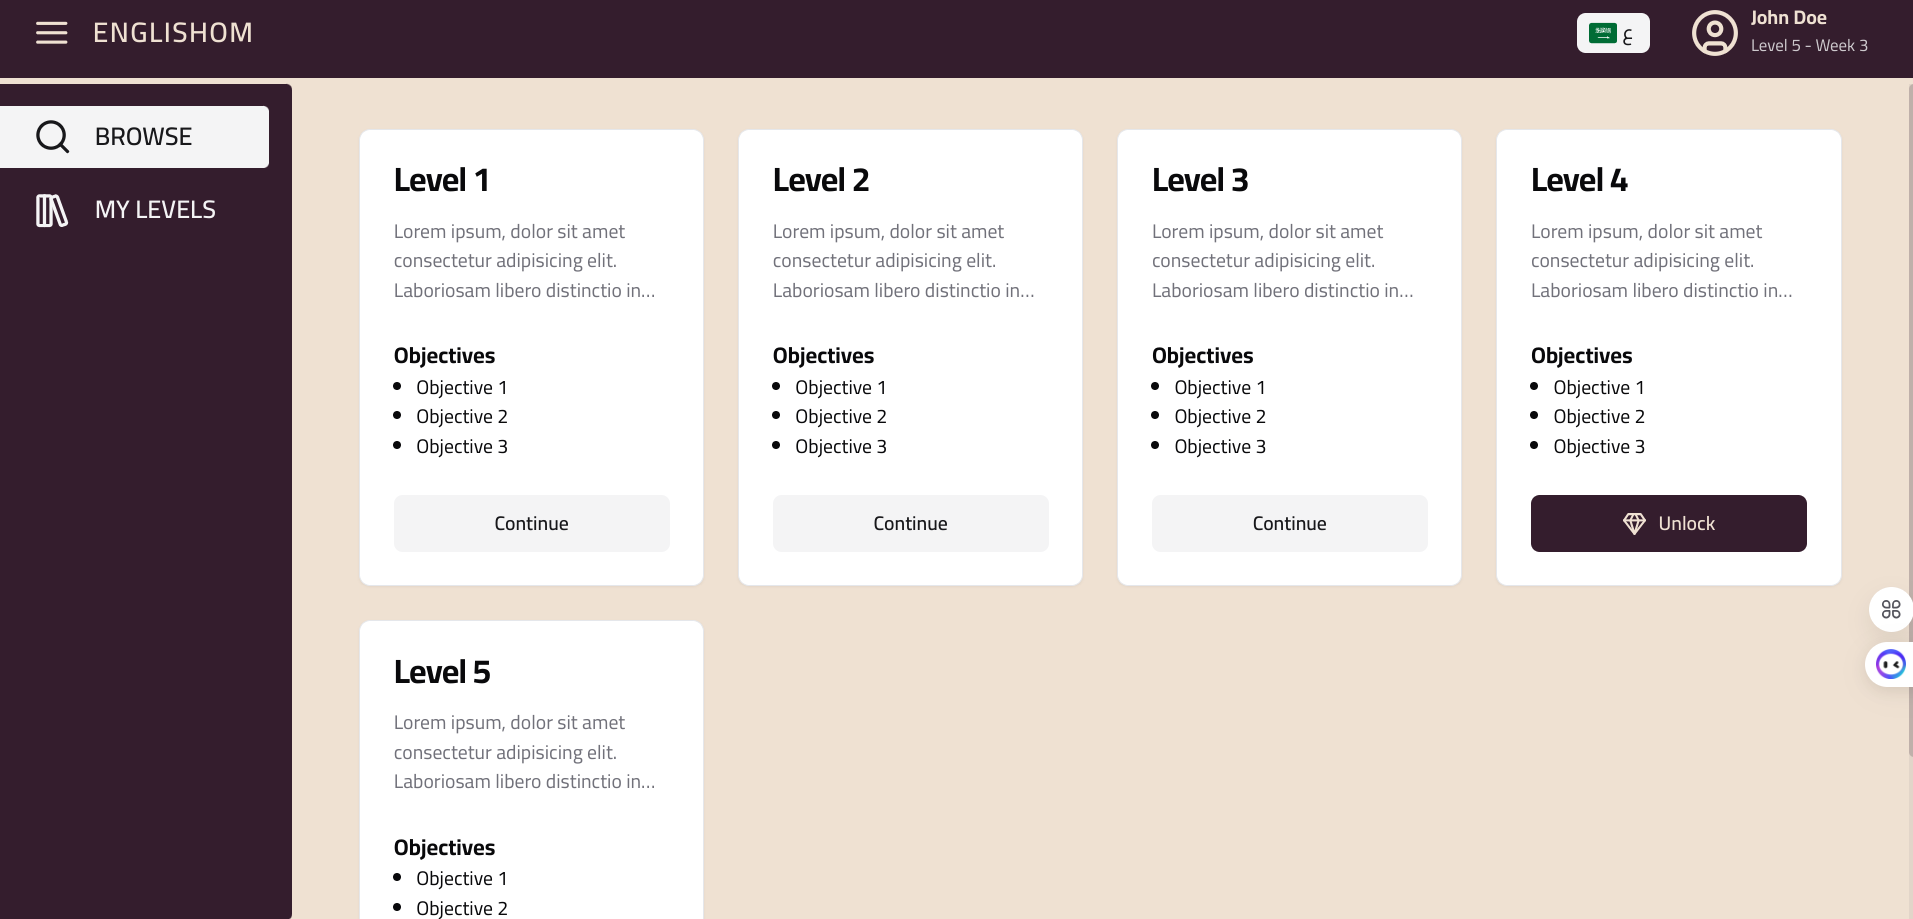 ENGLISHOM
ع
John Doe
Level 5 - Week 3
BROWSE
MY LEVELS
Level 1
Lorem ipsum, dolor sit amet
consectetur adipisicing elit.
Laboriosam libero distinctio in...
Objectives
Objective 1
Objective 2
Objective 3
Continue
Level 2
Lorem ipsum, dolor sit amet
consectetur adipisicing elit.
Laboriosam libero distinctio in...
Objectives
Objective 1
Objective 2
Objective 3
Continue
Level 3
Lorem ipsum, dolor sit amet
consectetur adipisicing elit.
Laboriosam libero distinctio in...
Objectives
Objective 1
Objective 2
Objective 3
Continue
Level 4
Lorem ipsum, dolor sit amet
consectetur adipisicing elit.
Laboriosam libero distinctio in...
Objectives
Objective 1
Objective 2
Objective 3
Unlock
Level 5
Lorem ipsum, dolor sit amet
consectetur adipisicing elit.
Laboriosam libero distinctio in...
Objectives
Objective 1
Objective 2